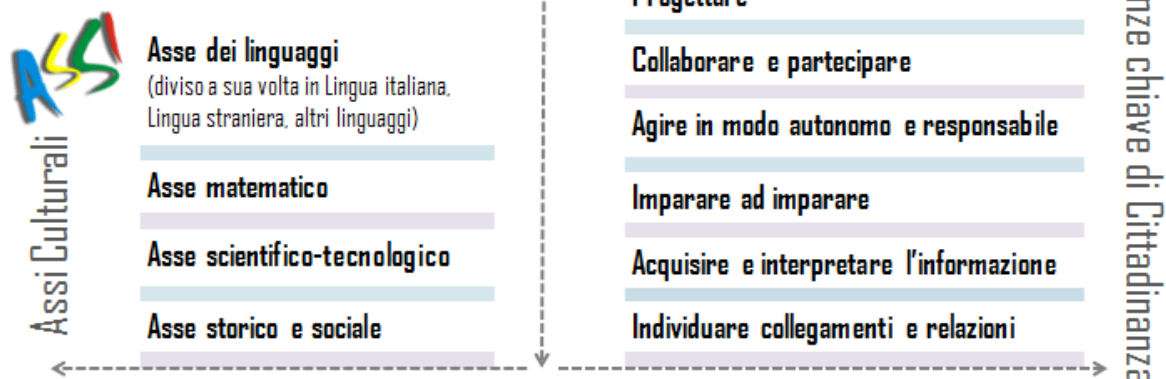 ASSI
Assi Culturali
Asse dei linguaggi
(diviso a sua volta in Lingua italiana,
Lingua straniera, altri linguaggi)
Asse matematico
Asse scientifico-tecnologico
Asse storico e sociale
Progettare
Collaborare e partecipare
Agire in modo autonomo e responsabile
Imparare ad imparare
Acquisire e interpretare l'informazione
Individuare collegamenti e relazioni
chiave di Cittadinanza